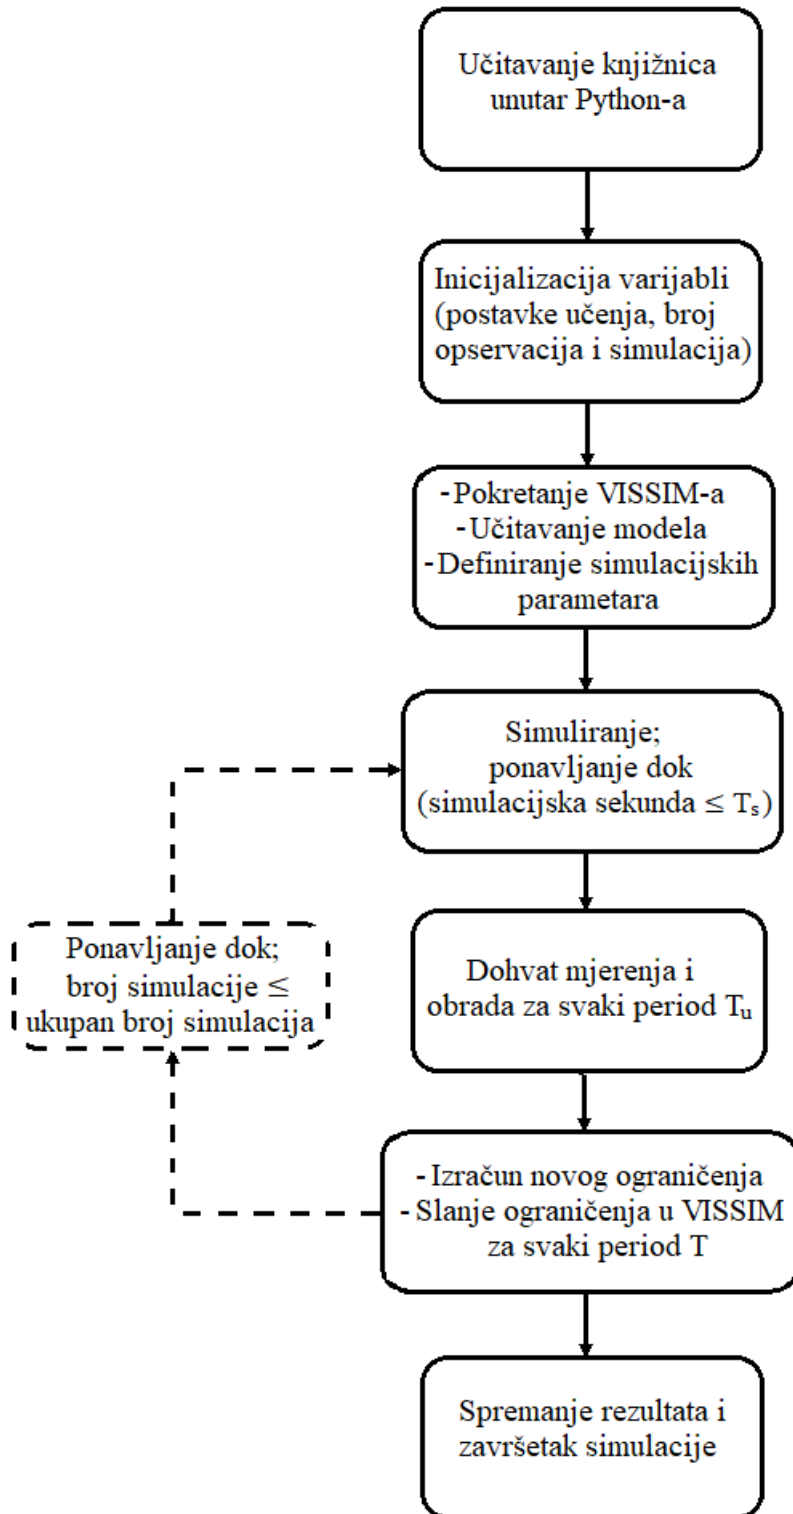 Učitavanje knjižnica
unutar Python-a
Inicijalizacija varijabli
(postavke učenja, broj
opservacija i simulacija)
-Pokretanje VISSIM-a
-Učitavanje modela
-Definiranje simulacijskih
parametara
Simuliranje;
ponavljanje dok
(simulacijska sekunda ≤ Tₛ)
Ponavljanje dok;
broj simulacije ≤
ukupan broj simulacija
Dohvat mjerenja i
obrada za svaki period Tᵤ
-Izračun novog ograničenja
-Slanje ograničenja u VISSIM
za svaki period T
Spremanje rezultata i
završetak simulacije